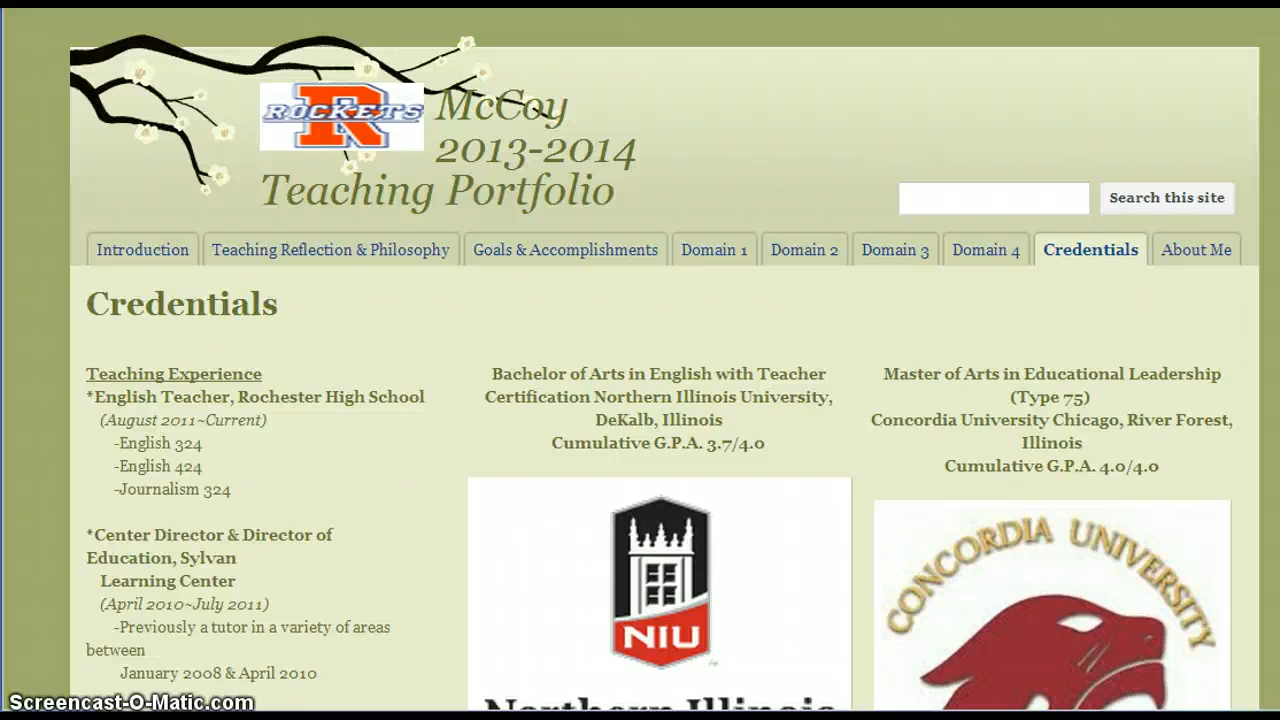 ROCKETS
R
McCoy
2013-2014
Teaching Portfolio
Search this site
Introduction
Teaching Reflection & Philosophy
Goals & Accomplishments
Domain 1
Domain 2
Domain 3
Domain 4
Credentials
About Me
Credentials
Teaching Experience
*English Teacher, Rochester High School
(August 2011~Current)
-English 324
-English 424
-Journalism 324
*Center Director & Director of
Education, Sylvan
Learning Center
(April 2010~July 2011)
-Previously a tutor in a variety of areas
between
January 2008 & April 2010
Bachelor of Arts in English with Teacher
Certification Northern Illinois University,
DeKalb, Illinois
Cumulative G.P.A. 3.7/4.0
NIU
Northern Illinois
Master of Arts in Educational Leadership
(Type 75)
Concordia University Chicago, River Forest,
Illinois
Cumulative G.P.A. 4.0/4.0
CONCORDIA UNIVERSITY
Screencast-O-Matic.com